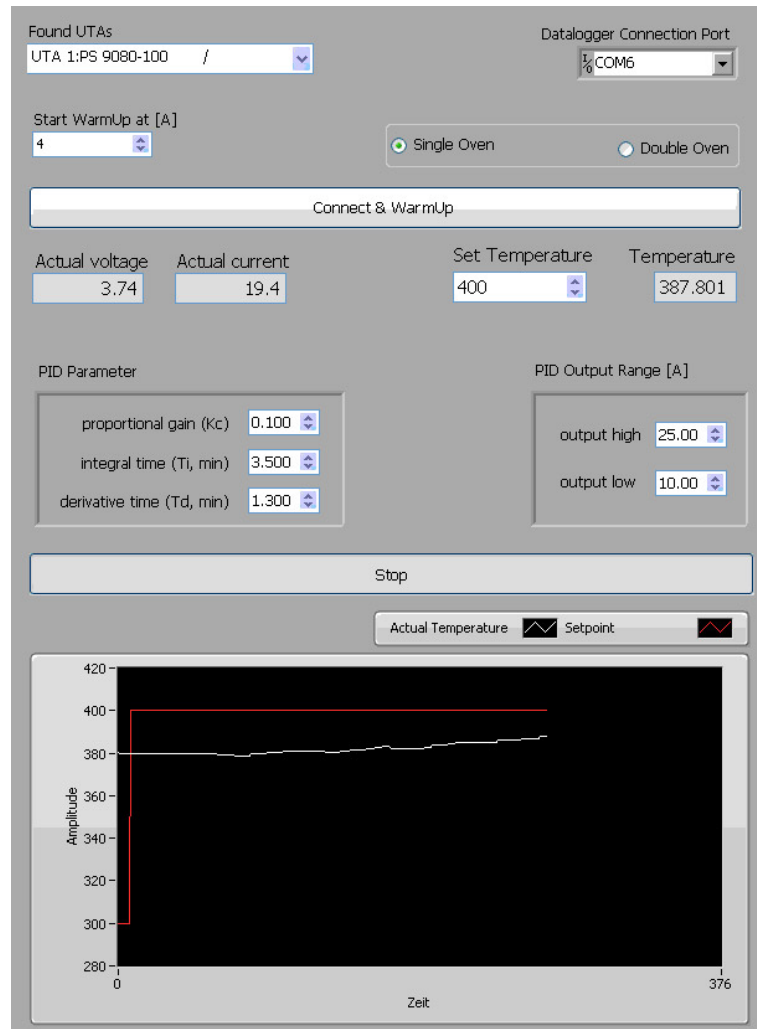 Found UTAs
Datalogger Connection Port
UTA 1:PS 9080-100 /
I/O COM6
Start WarmUp at [A]
4
Single Oven
Double Oven
Connect & WarmUp
Actual voltage
Actual current
Set Temperature
Temperature
3.74
19.4
400
387.801
PID Parameter
PID Output Range [A]
proportional gain (Kc) 0.100
integral time (Ti, min) 3.500
derivative time (Td, min) 1.300
output high 25.00
output low 10.00
Stop
Actual Temperature
Setpoint
420
400
380
360
340
320
300
280
Amplitude
0
376
Zeit